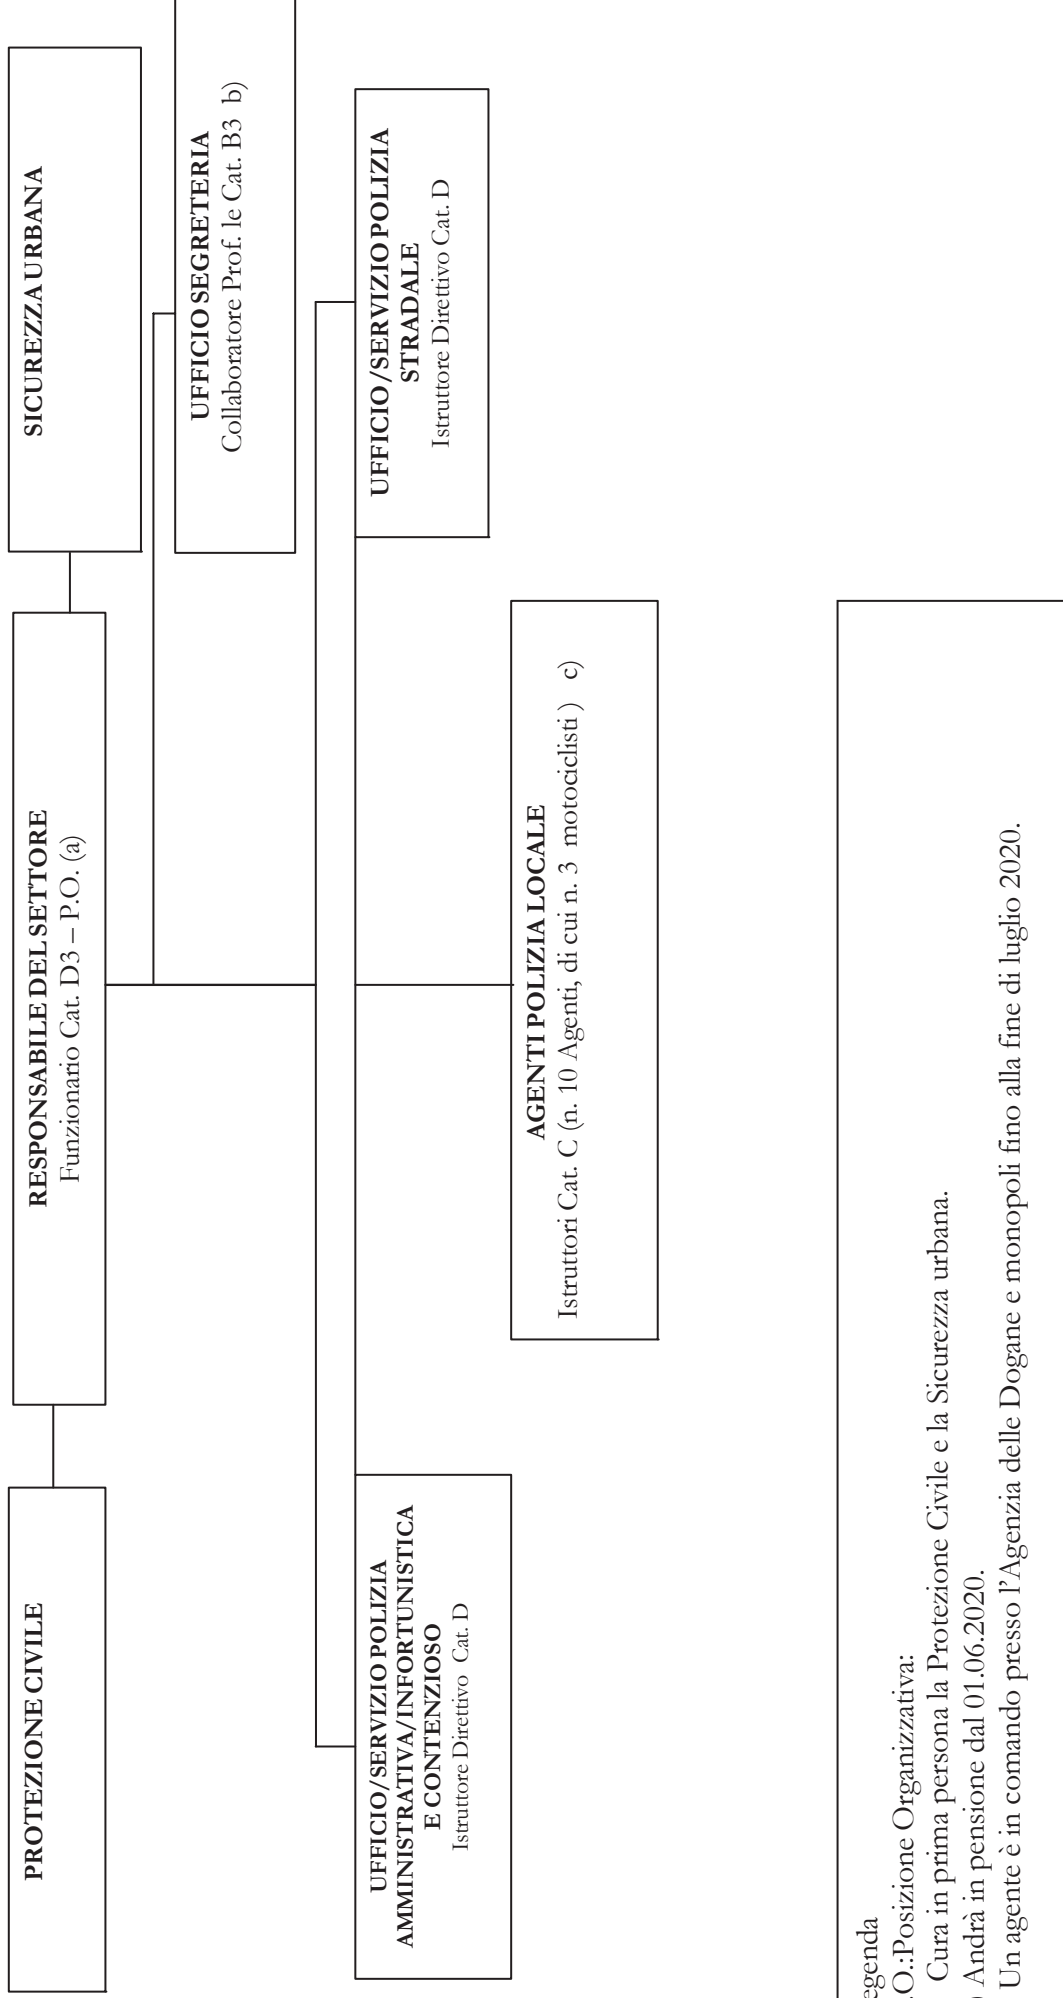 PROTEZIONE CIVILE
RESPONSABILE DEL SETTORE
Funzionario Cat. D3 – P.O. (a)
SICUREZZA URBANA
UFFICIO SEGRETERIA
Collaboratore Prof. le Cat. B3 b)
UFFICIO/SERVIZIO POLIZIA
AMMINISTRATIVA/INFORTUNISTICA
E CONTENZIOSO
Istruttore Direttivo Cat. D
UFFICIO/SERVIZIO POLIZIA
STRADALE
Istruttore Direttivo Cat. D
AGENTI POLIZIA LOCALE
Istruttori Cat. C (n. 10 Agenti, di cui n. 3 motociclisti ) c)
egenda
.O.:Posizione Organizzativa:
Cura in prima persona la Protezione Civile e la Sicurezza urbana.
) Andrà in pensione dal 01.06.2020.
Un agente è in comando presso l'Agenzia delle Dogane e monopoli fino alla fine di luglio 2020.